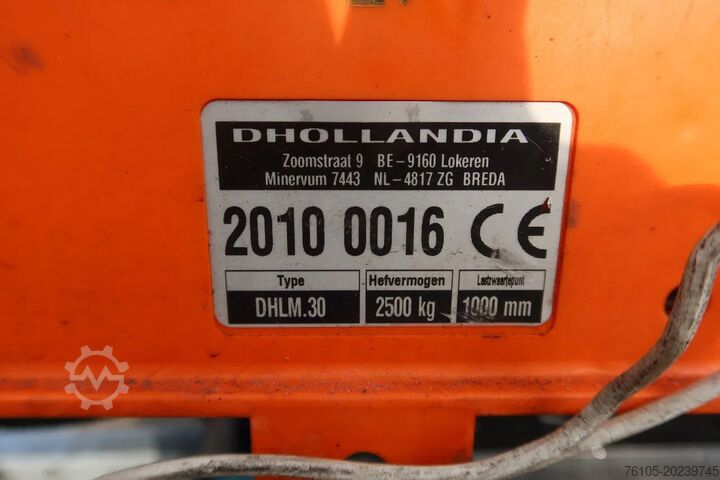 DHOLLANDIA
Zoomstraat 9 BE-9160 Lokeren
Minervum 7443 NL-4817 ZG BREDA
2010 0016 CE
Type Hefvermogen Lastzwaartepunt
DHLM.30 2500 kg 1000 mm
76105-20239745